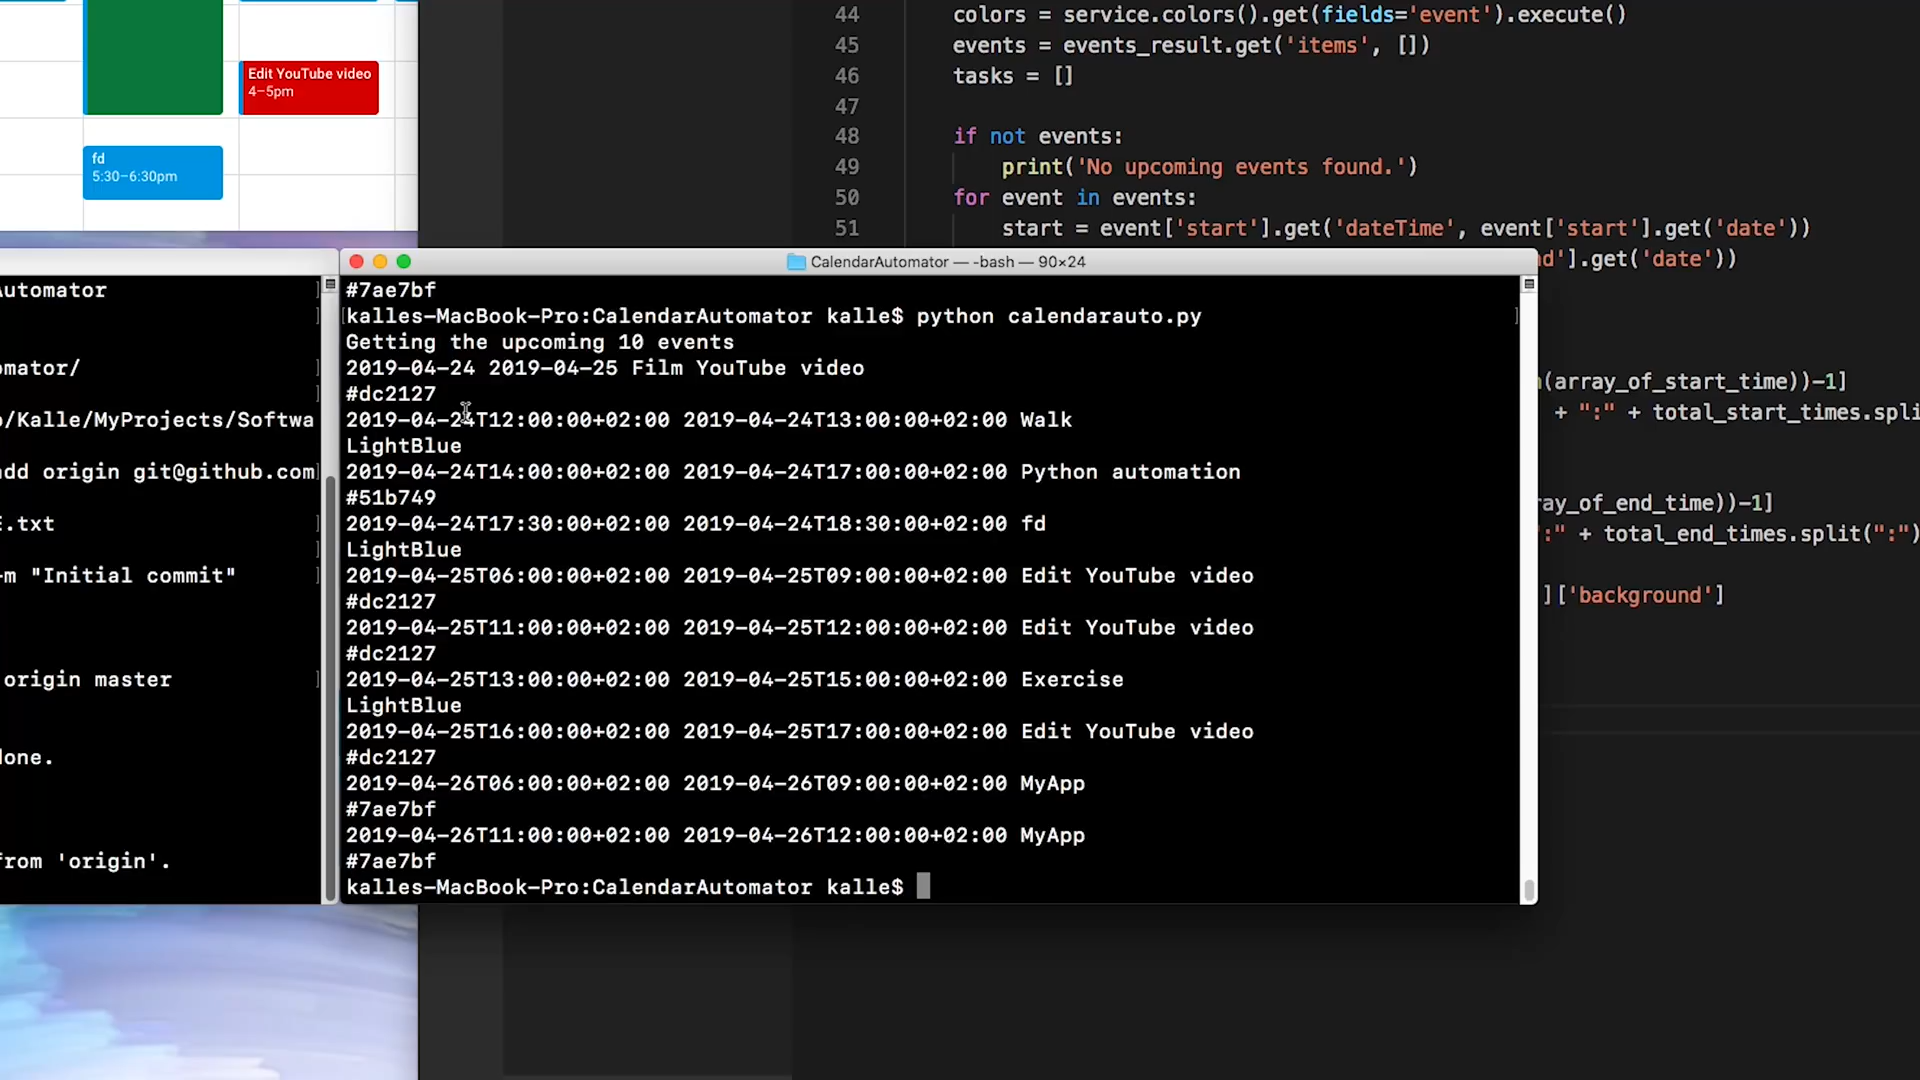 Edit YouTube video
4–5pm
fd
5:30–6:30pm
44 colors = service.colors().get(fields='event').execute()
45 events = events_result.get('items', [])
46 tasks = []
47
48 if not events:
49 print('No upcoming events found.')
50 for event in events:
51 start = event['start'].get('dateTime', event['start'].get('date'))
d'].get('date'))
(array_of_start_time))-1]
+ ":" + total_start_times.spli
ray_of_end_time))-1]
":" + total_end_times.split(":")
]['background']
Automator
omator/
o/Kalle/MyProjects/Softwa
add origin git@github.com
E.txt
-m "Initial commit"
origin master
done.
from 'origin'.
CalendarAutomator — -bash — 90×24
#7ae7bf
kalles-MacBook-Pro:CalendarAutomator kalle$ python calendarauto.py
Getting the upcoming 10 events
2019-04-24 2019-04-25 Film YouTube video
#dc2127
2019-04-24T12:00:00+02:00 2019-04-24T13:00:00+02:00 Walk
LightBlue
2019-04-24T14:00:00+02:00 2019-04-24T17:00:00+02:00 Python automation
#51b749
2019-04-24T17:30:00+02:00 2019-04-24T18:30:00+02:00 fd
LightBlue
2019-04-25T06:00:00+02:00 2019-04-25T09:00:00+02:00 Edit YouTube video
#dc2127
2019-04-25T11:00:00+02:00 2019-04-25T12:00:00+02:00 Edit YouTube video
#dc2127
2019-04-25T13:00:00+02:00 2019-04-25T15:00:00+02:00 Exercise
LightBlue
2019-04-25T16:00:00+02:00 2019-04-25T17:00:00+02:00 Edit YouTube video
#dc2127
2019-04-26T06:00:00+02:00 2019-04-26T09:00:00+02:00 MyApp
#7ae7bf
2019-04-26T11:00:00+02:00 2019-04-26T12:00:00+02:00 MyApp
#7ae7bf
kalles-MacBook-Pro:CalendarAutomator kalle$